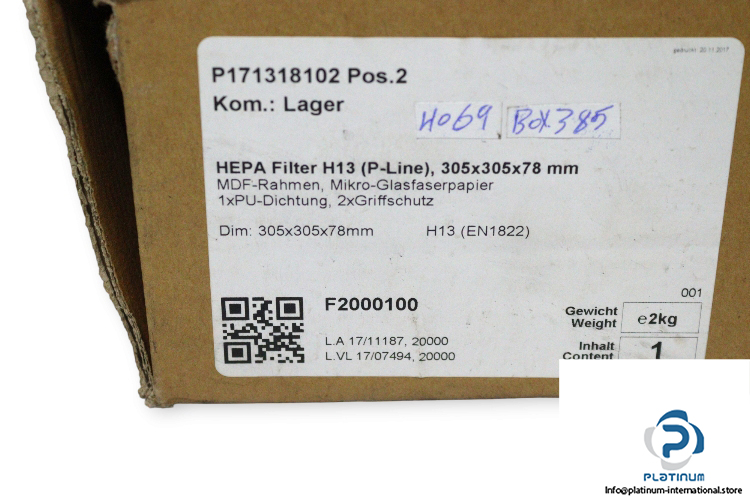 gedruckt 20.11.2017
P171318102 Pos.2
Kom.: Lager
H069 Box385
HEPA Filter H13 (P-Line), 305x305x78 mm
MDF-Rahmen, Mikro-Glasfaserpapier
1xPU-Dichtung, 2xGriffschutz
Dim: 305x305x78mm H13 (EN1822)
001
F2000100
Gewicht
Weight
e2kg
L.A 17/11187, 20000
L.VL 17/07494, 20000
Inhalt
Content
1
PLATINUM
Info@platinum-international.store